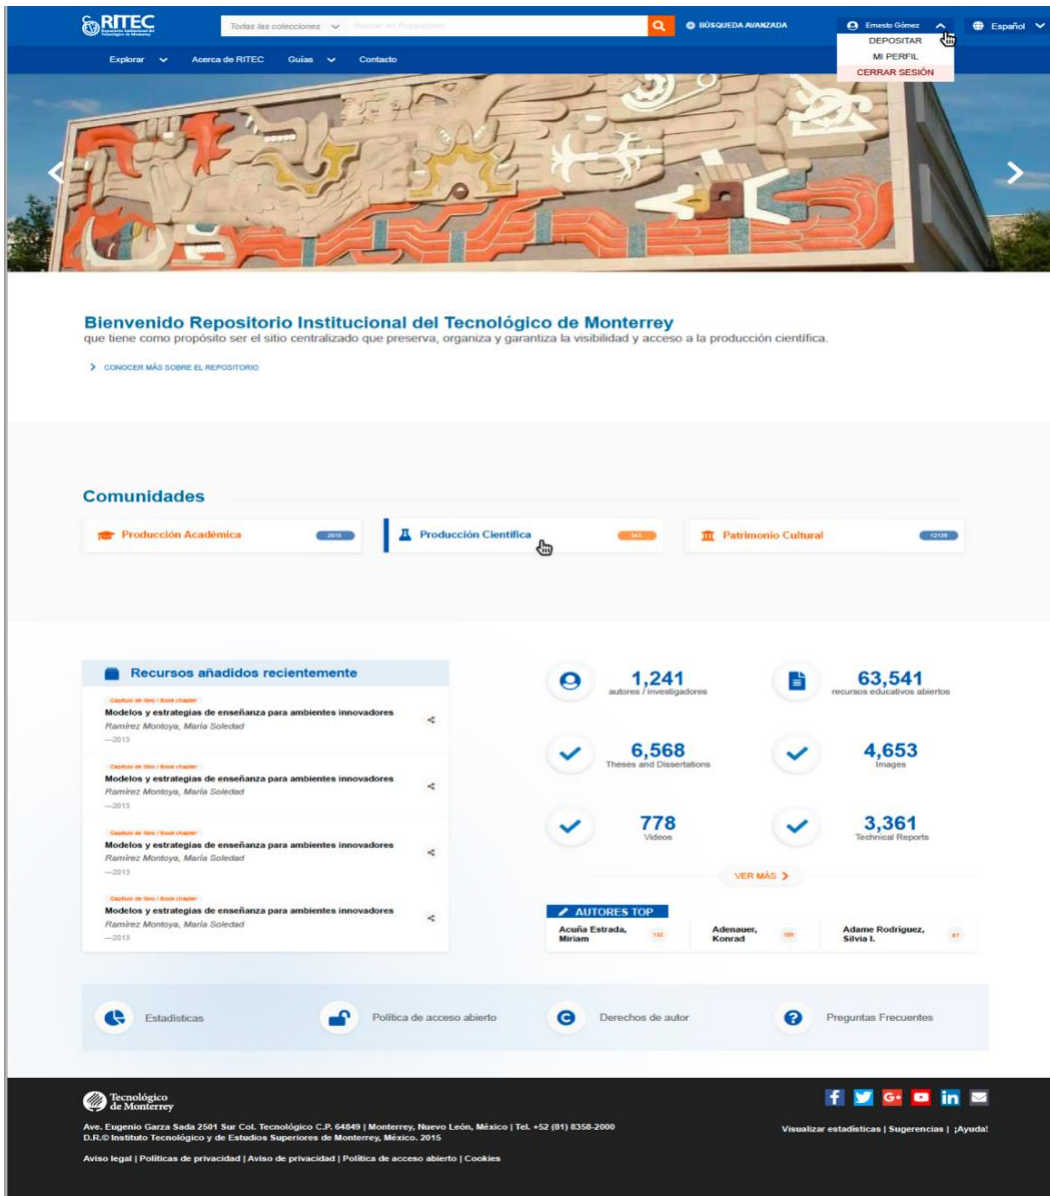 RITEC
Repositorio Institucional del
Tecnológico de Monterrey
Todas las colecciones
Buscar en Repositorio
BÚSQUEDA AVANZADA
Ernesto Gómez
Español
DEPOSITAR
MI PERFIL
CERRAR SESIÓN
Explorar
Acerca de RITEC
Guías
Contacto
Bienvenido Repositorio Institucional del Tecnológico de Monterrey
que tiene como propósito ser el sitio centralizado que preserva, organiza y garantiza la visibilidad y acceso a la producción científica.
CONOCER MÁS SOBRE EL REPOSITORIO
Comunidades
Producción Académica
Producción Científica
Patrimonio Cultural
Recursos añadidos recientemente
Capítulo de libro / Book chapter
Modelos y estrategias de enseñanza para ambientes innovadores
Ramírez Montoya, María Soledad
—2013
Capítulo de libro / Book chapter
Modelos y estrategias de enseñanza para ambientes innovadores
Ramírez Montoya, María Soledad
—2013
Capítulo de libro / Book chapter
Modelos y estrategias de enseñanza para ambientes innovadores
Ramírez Montoya, María Soledad
—2013
Capítulo de libro / Book chapter
Modelos y estrategias de enseñanza para ambientes innovadores
Ramírez Montoya, María Soledad
—2013
1,241
autores / investigadores
63,541
recursos educativos abiertos
6,568
Theses and Dissertations
4,653
Images
778
Videos
3,361
Technical Reports
VER MÁS
AUTORES TOP
Acuña Estrada,
Miriam
Adenauer,
Konrad
Adame Rodríguez,
Silvia I.
Estadísticas
Política de acceso abierto
Derechos de autor
Preguntas Frecuentes
Tecnológico
de Monterrey
Ave. Eugenio Garza Sada 2501 Sur Col. Tecnológico C.P. 64849 | Monterrey, Nuevo León, México | Tel. +52 (81) 8358-2000
D.R.© Instituto Tecnológico y de Estudios Superiores de Monterrey, México. 2015
Visualizar estadísticas | Sugerencias | ¡Ayuda!
Aviso legal | Políticas de privacidad | Aviso de privacidad | Política de acceso abierto | Cookies